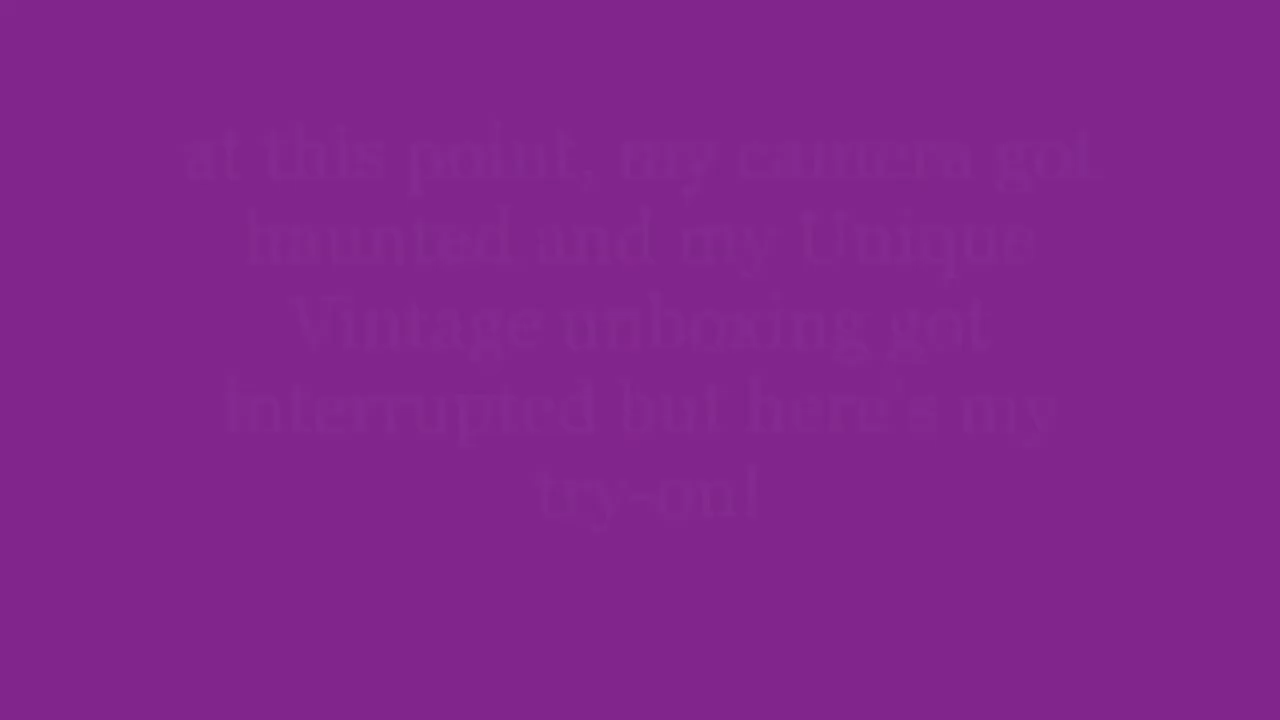 at this point, my camera got
haunted and my Unique
Vintage unboxing got
interrupted but here's my
try-on!